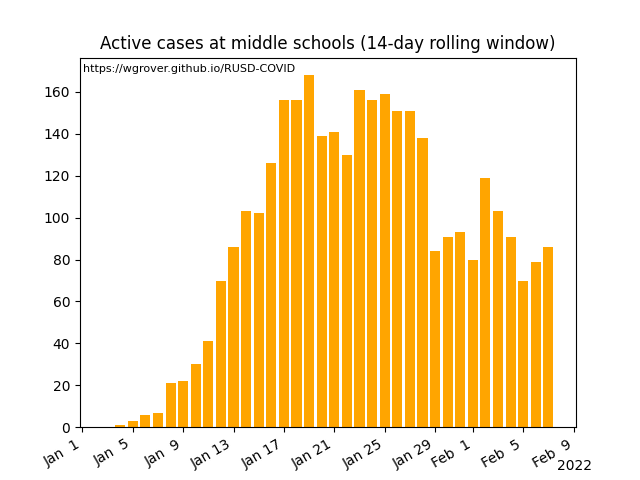 Active cases at middle schools (14-day rolling window)
https://wgrover.github.io/RUSD-COVID
160
140
120
100
80
60
40
20
0
Jan 1
Jan 5
Jan 9
Jan 13
Jan 17
Jan 21
Jan 25
Jan 29
Feb 1
Feb 5
Feb 9
2022